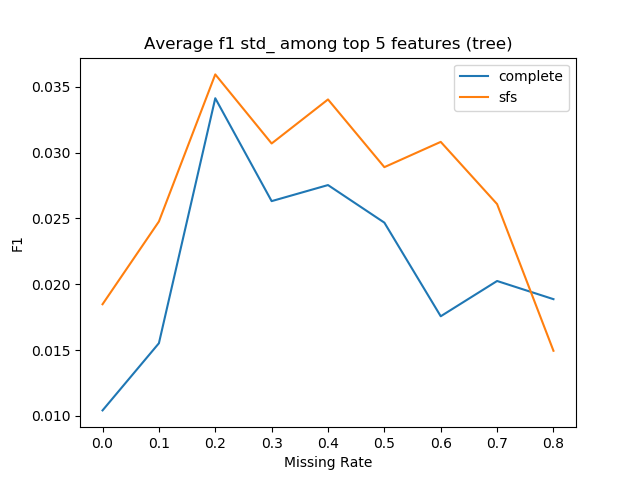 Average f1 std_ among top 5 features (tree)
complete
sfs
F1
0.035
0.030
0.025
0.020
0.015
0.010
0.0 0.1 0.2 0.3 0.4 0.5 0.6 0.7 0.8
Missing Rate